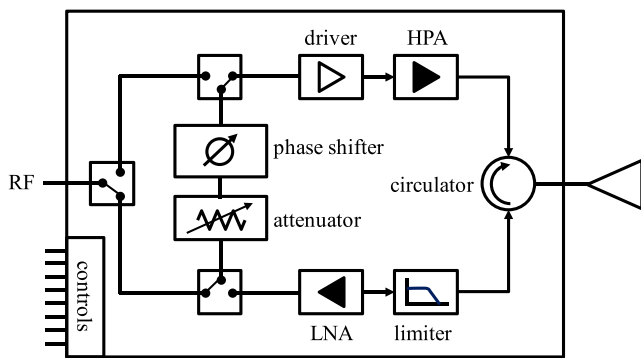 driver
HPA
phase shifter
RF
circulator
attenuator
controls
LNA
limiter